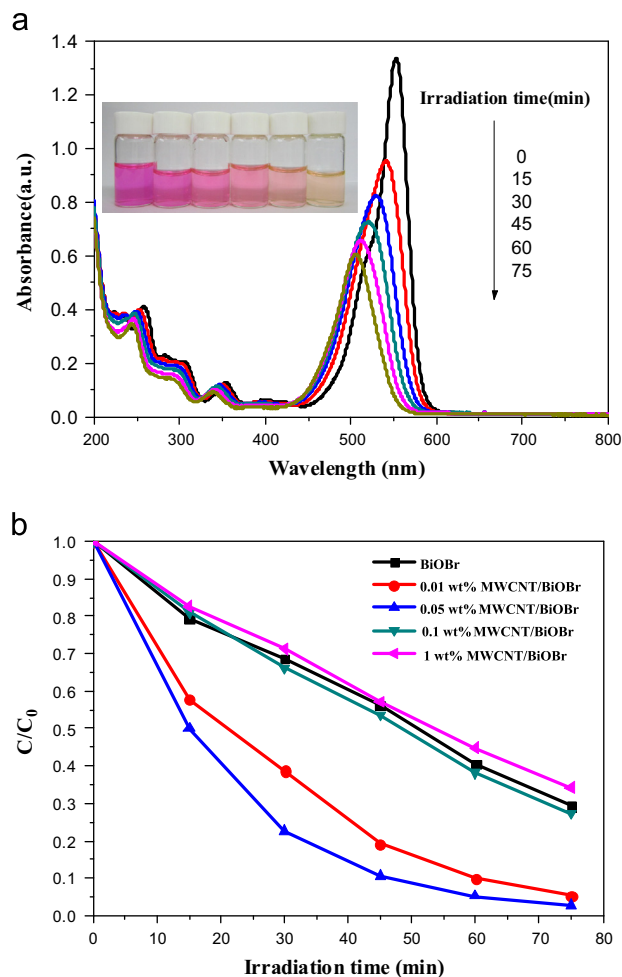 a
1.4
1.2
1.0
0.8
0.6
0.4
0.2
0.0
Absorbance(a.u.)
Irradiation time(min)
0
15
30
45
60
75
200 300 400 500 600 700 800
Wavelength (nm)
b
1.0
0.9
0.8
0.7
0.6
0.5
0.4
0.3
0.2
0.1
0.0
C/C0
BiOBr
0.01 wt% MWCNT/BiOBr
0.05 wt% MWCNT/BiOBr
0.1 wt% MWCNT/BiOBr
1 wt% MWCNT/BiOBr
0 10 20 30 40 50 60 70 80
Irradiation time (min)